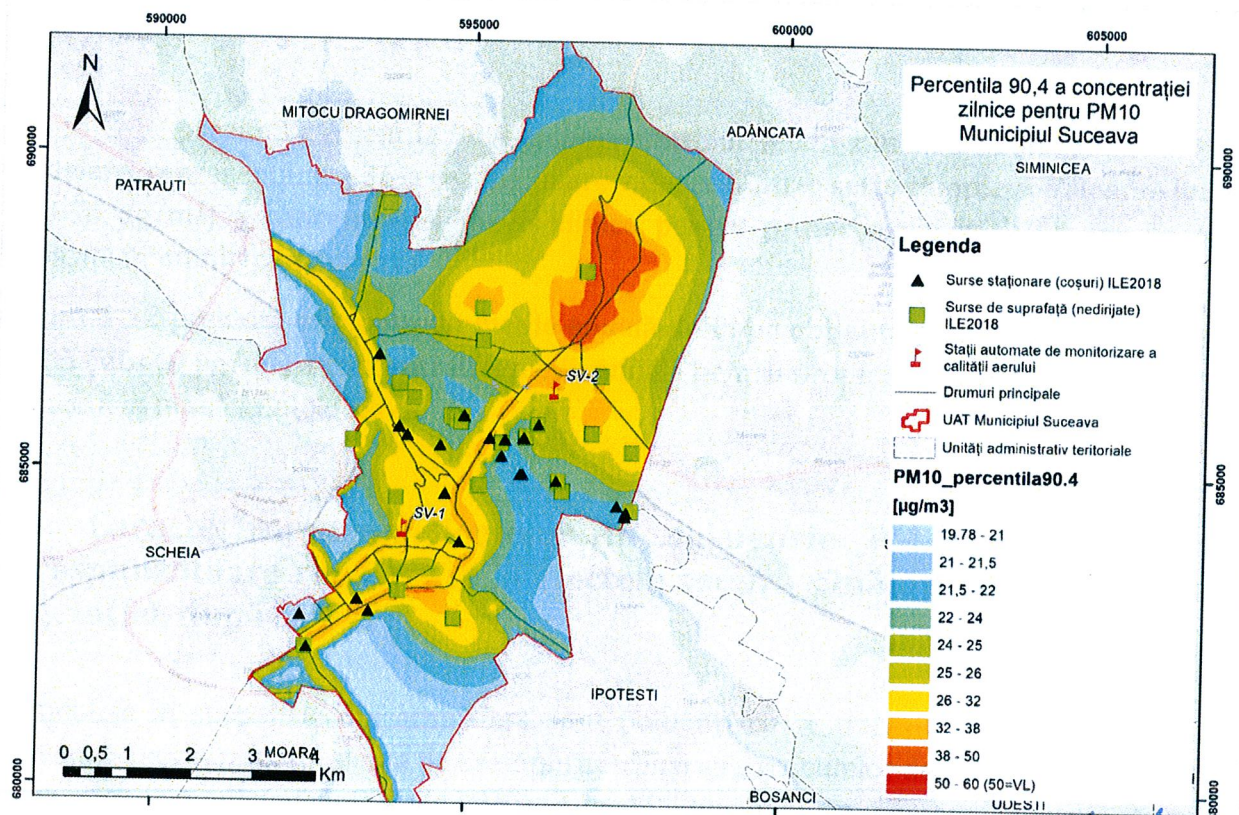 590000
595000
600000
605000
N
Percentila 90,4 a concentrației
zilnice pentru PM10
Municipiul Suceava
MITOCU DRAGOMIRNEI
ADÂNCATA
SIMINICEA
PATRAUTI
690000
690000
Legenda
Surse staționare (coșuri) ILE2018
Surse de suprafață (nedirijate)
ILE2018
Stații automate de monitorizare a
calității aerului
Drumuri principale
UAT Municipiul Suceava
Unități administrativ teritoriale
SV-2
685000
685000
PM10_percentila90.4
[µg/m3]
SV-1
SCHEIA
19.78 - 21
21 - 21,5
21,5 - 22
22 - 24
24 - 25
25 - 26
26 - 32
32 - 38
38 - 50
50 - 60 (50=VL)
IPOTESTI
MOARA
0 0,5 1 2 3 4
Km
680000
680000
BOSANCI
UDESTI